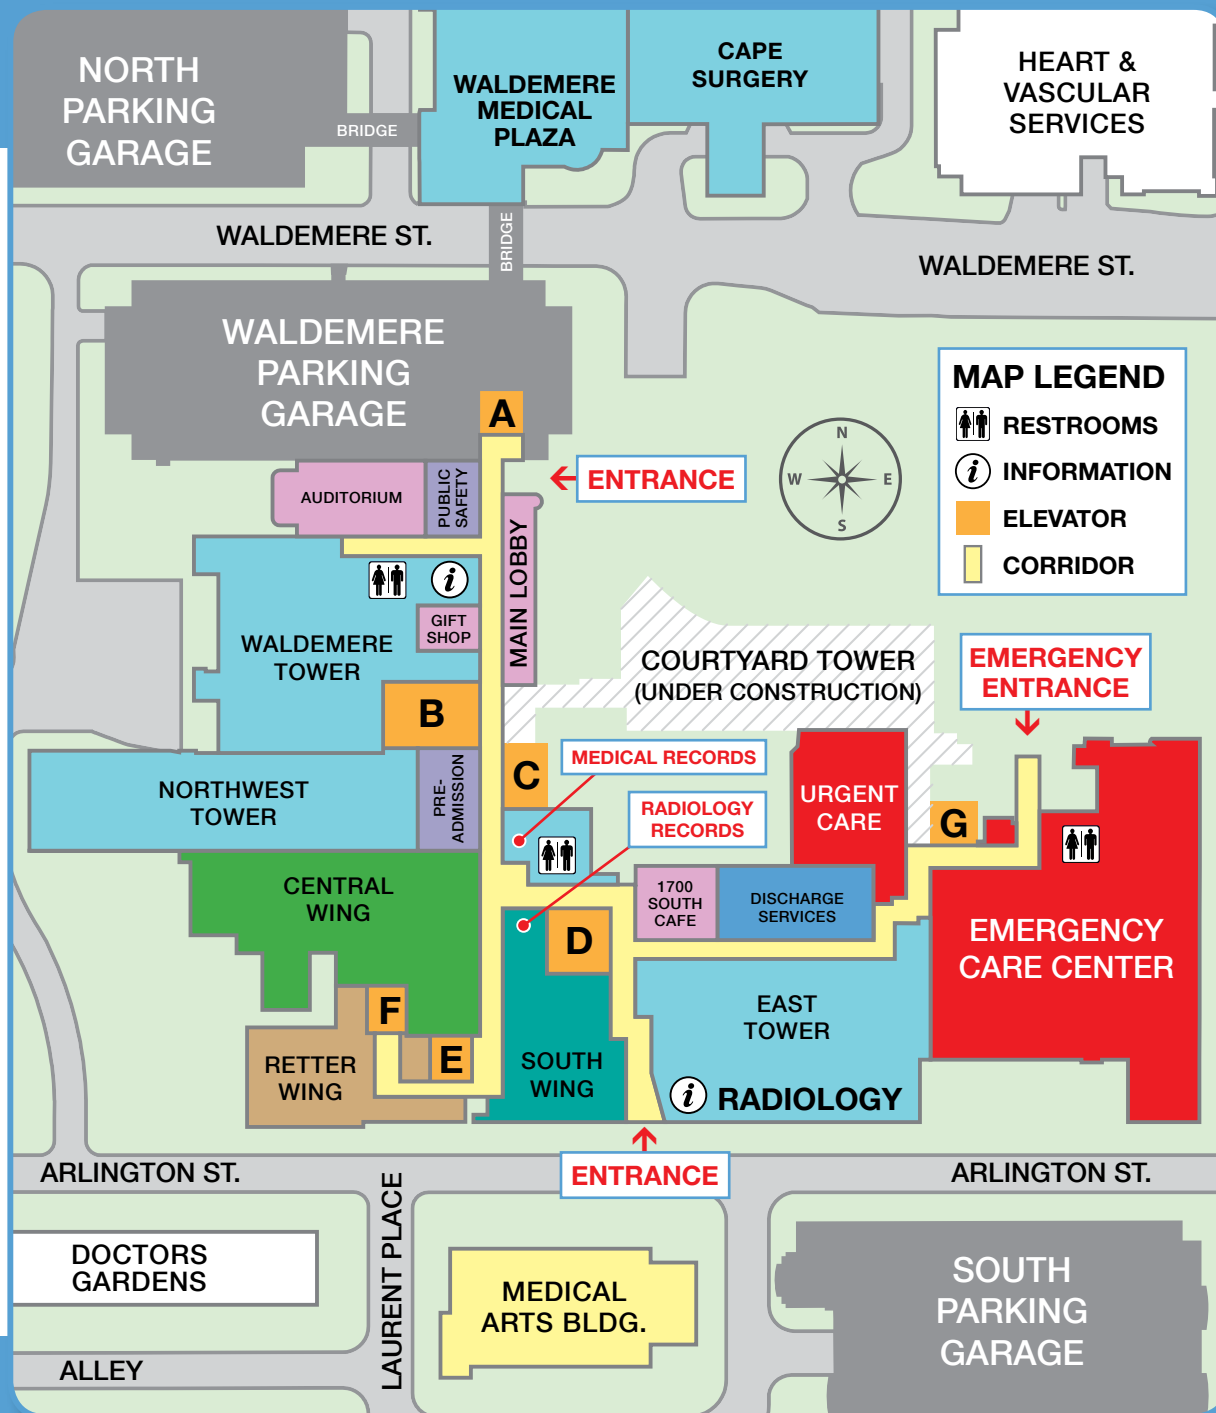 NORTH
PARKING
GARAGE
BRIDGE
WALDEMERE
MEDICAL
PLAZA
CAPE
SURGERY
HEART &
VASCULAR
SERVICES
WALDEMERE ST.
BRIDGE
WALDEMERE ST.
WALDEMERE
PARKING
GARAGE
A
MAP LEGEND
RESTROOMS
i INFORMATION
ELEVATOR
CORRIDOR
N
W E
S
ENTRANCE
AUDITORIUM
PUBLIC
SAFETY
MAIN LOBBY
i
GIFT
SHOP
WALDEMERE
TOWER
B
COURTYARD TOWER
(UNDER CONSTRUCTION)
EMERGENCY
ENTRANCE
NORTHWEST
TOWER
PRE-
ADMISSION
C
MEDICAL RECORDS
RADIOLOGY
RECORDS
URGENT
CARE
G
CENTRAL
WING
1700
SOUTH
CAFE
DISCHARGE
SERVICES
D
EMERGENCY
CARE CENTER
F
E
RETTER
WING
SOUTH
WING
EAST
TOWER
i RADIOLOGY
ENTRANCE
ARLINGTON ST.
ARLINGTON ST.
LAURENT PLACE
DOCTORS
GARDENS
MEDICAL
ARTS BLDG.
SOUTH
PARKING
GARAGE
ALLEY